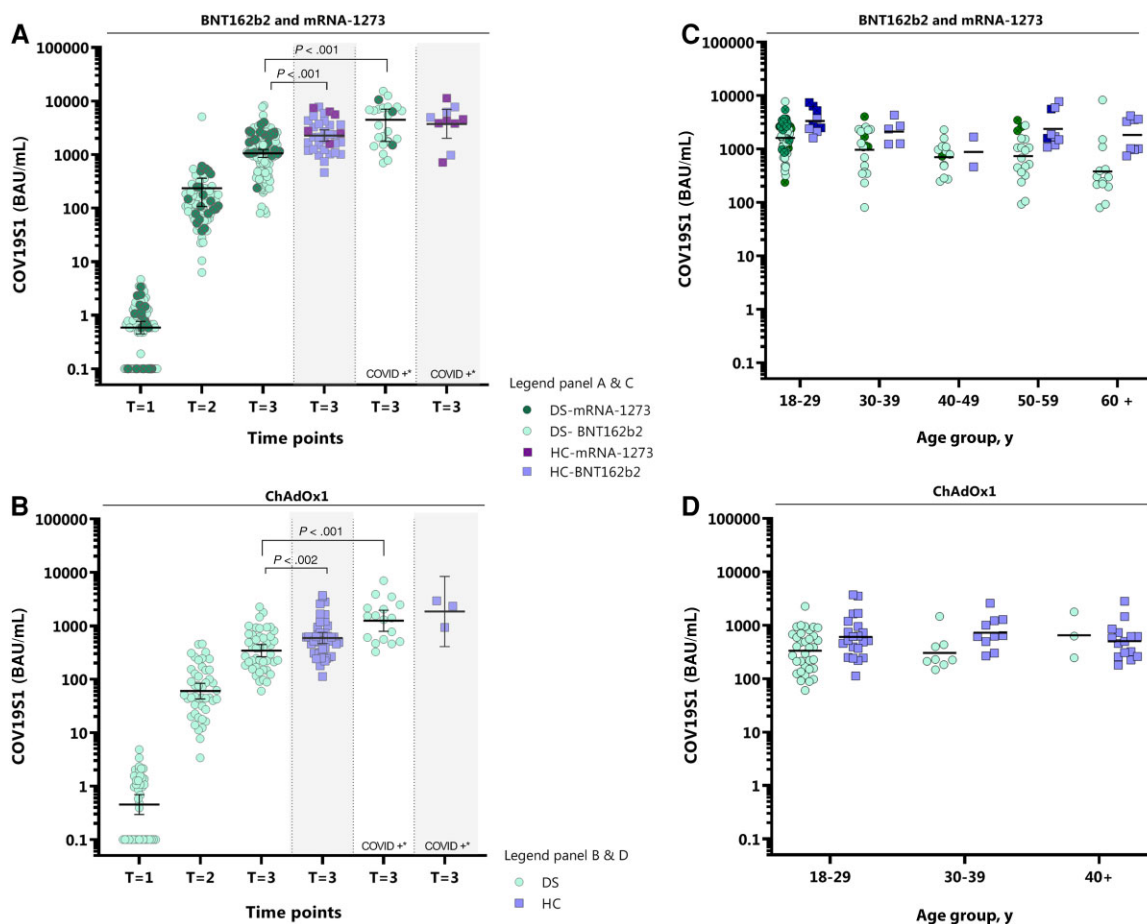 A
BNT162b2 and mRNA-1273
100000
10000
1000
100
10
1
0.1
COV19S1 (BAU/mL)
P < .001
P < .001
COVID +*
COVID +*
T=1
T=2
T=3
T=3
T=3
T=3
Time points
Legend panel A & C
DS-mRNA-1273
DS- BNT162b2
HC-mRNA-1273
HC-BNT162b2
C
BNT162b2 and mRNA-1273
100000
10000
1000
100
10
1
0.1
COV19S1 (BAU/mL)
18-29
30-39
40-49
50-59
60 +
Age group, y
B
ChAdOx1
100000
10000
1000
100
10
1
0.1
COV19S1 (BAU/mL)
P < .001
P < .002
COVID +*
COVID +*
T=1
T=2
T=3
T=3
T=3
T=3
Time points
Legend panel B & D
DS
HC
D
ChAdOx1
100000
10000
1000
100
10
1
0.1
COV19S1 (BAU/mL)
18-29
30-39
40+
Age group, y